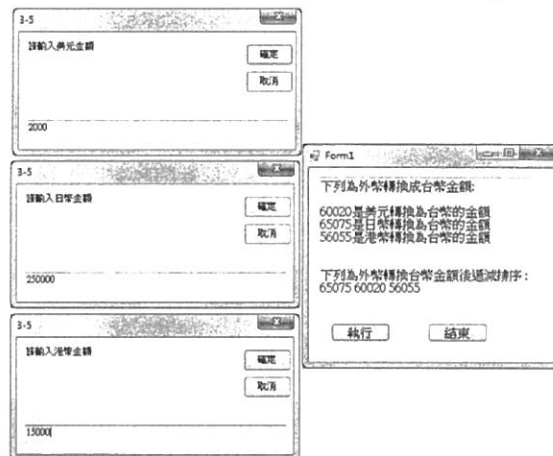 3-5
請輸入美元金額
確定
取消
2000
3-5
請輸入日幣金額
確定
取消
250000
3-5
請輸入港幣金額
確定
取消
15000
Form1
下列為外幣轉換成台幣金額:
60020是美元轉換為台幣的金額
65075是日幣轉換為台幣的金額
56055是港幣轉換為台幣的金額
下列為外幣轉換台幣金額後遞減排序:
65075 60020 56055
執行
結束